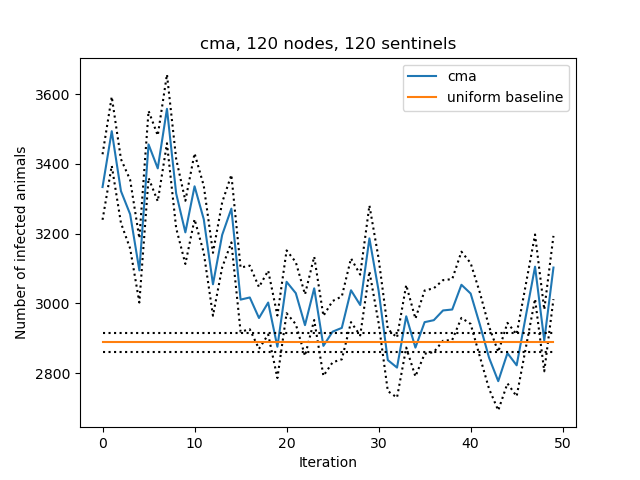 cma, 120 nodes, 120 sentinels
cma
uniform baseline
Number of infected animals
3600
3400
3200
3000
2800
0 10 20 30 40 50
Iteration